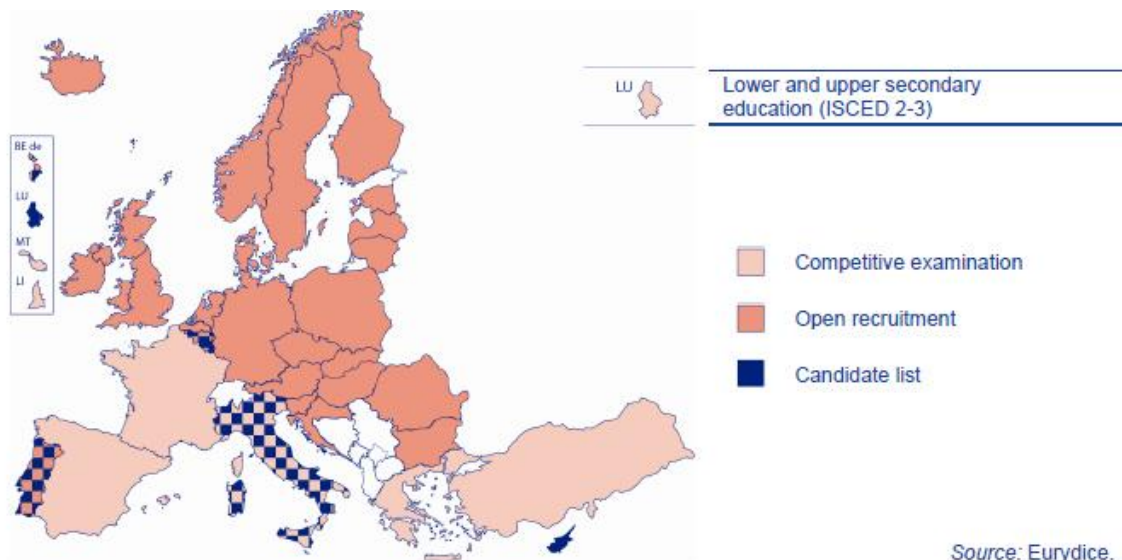 BE de
LU
MT
LI
LU
Lower and upper secondary
education (ISCED 2-3)
Competitive examination
Open recruitment
Candidate list
Source: Eurydice.